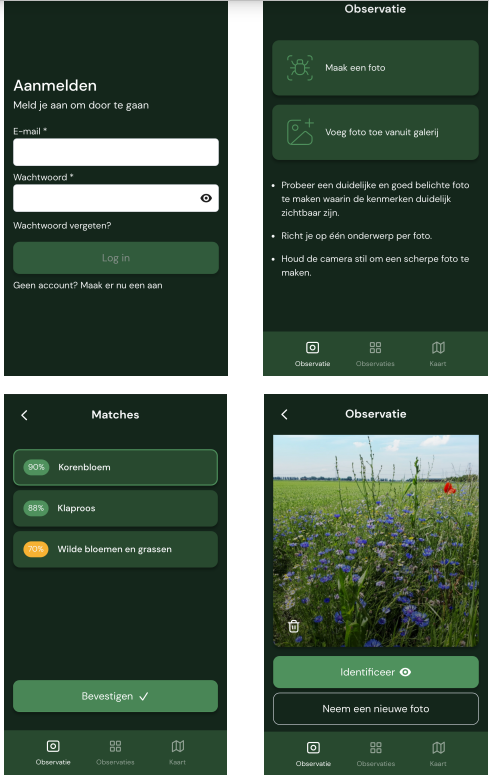 Aanmelden
Meld je aan om door te gaan
E-mail *
Wachtwoord *
Wachtwoord vergeten?
Log in
Geen account? Maak er nu een aan
Observatie
Maak een foto
Voeg foto toe vanuit galerij
• Probeer een duidelijke en goed belichte foto
te maken waarin de kenmerken duidelijk
zichtbaar zijn.
• Richt je op één onderwerp per foto.
• Houd de camera stil om een scherpe foto te
maken.
Observatie Observaties Kaart
Matches
90% Korenbloem
88% Klaproos
70% Wilde bloemen en grassen
Bevestigen
Observatie Observaties Kaart
Observatie
Identificeer
Neem een nieuwe foto
Observatie Observaties Kaart